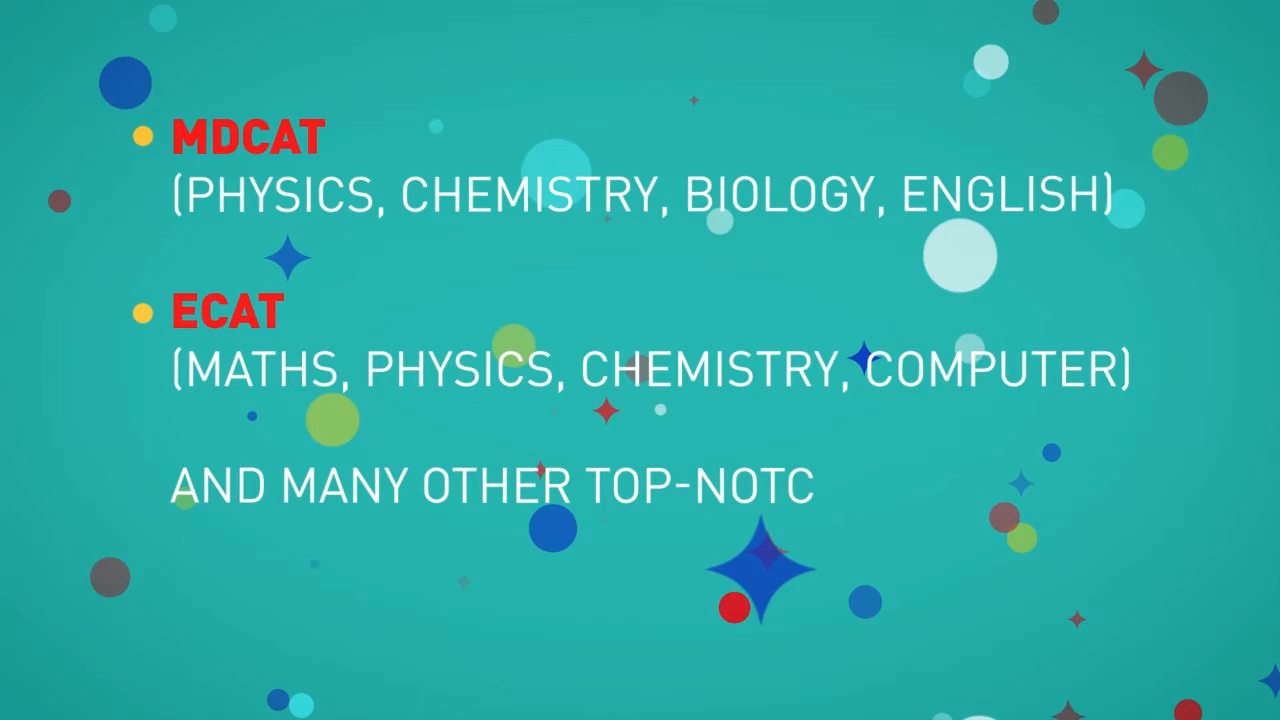 MDCAT
(PHYSICS, CHEMISTRY, BIOLOGY, ENGLISH)
ECAT
(MATHS, PHYSICS, CHEMISTRY, COMPUTER)
AND MANY OTHER TOP-NOTC